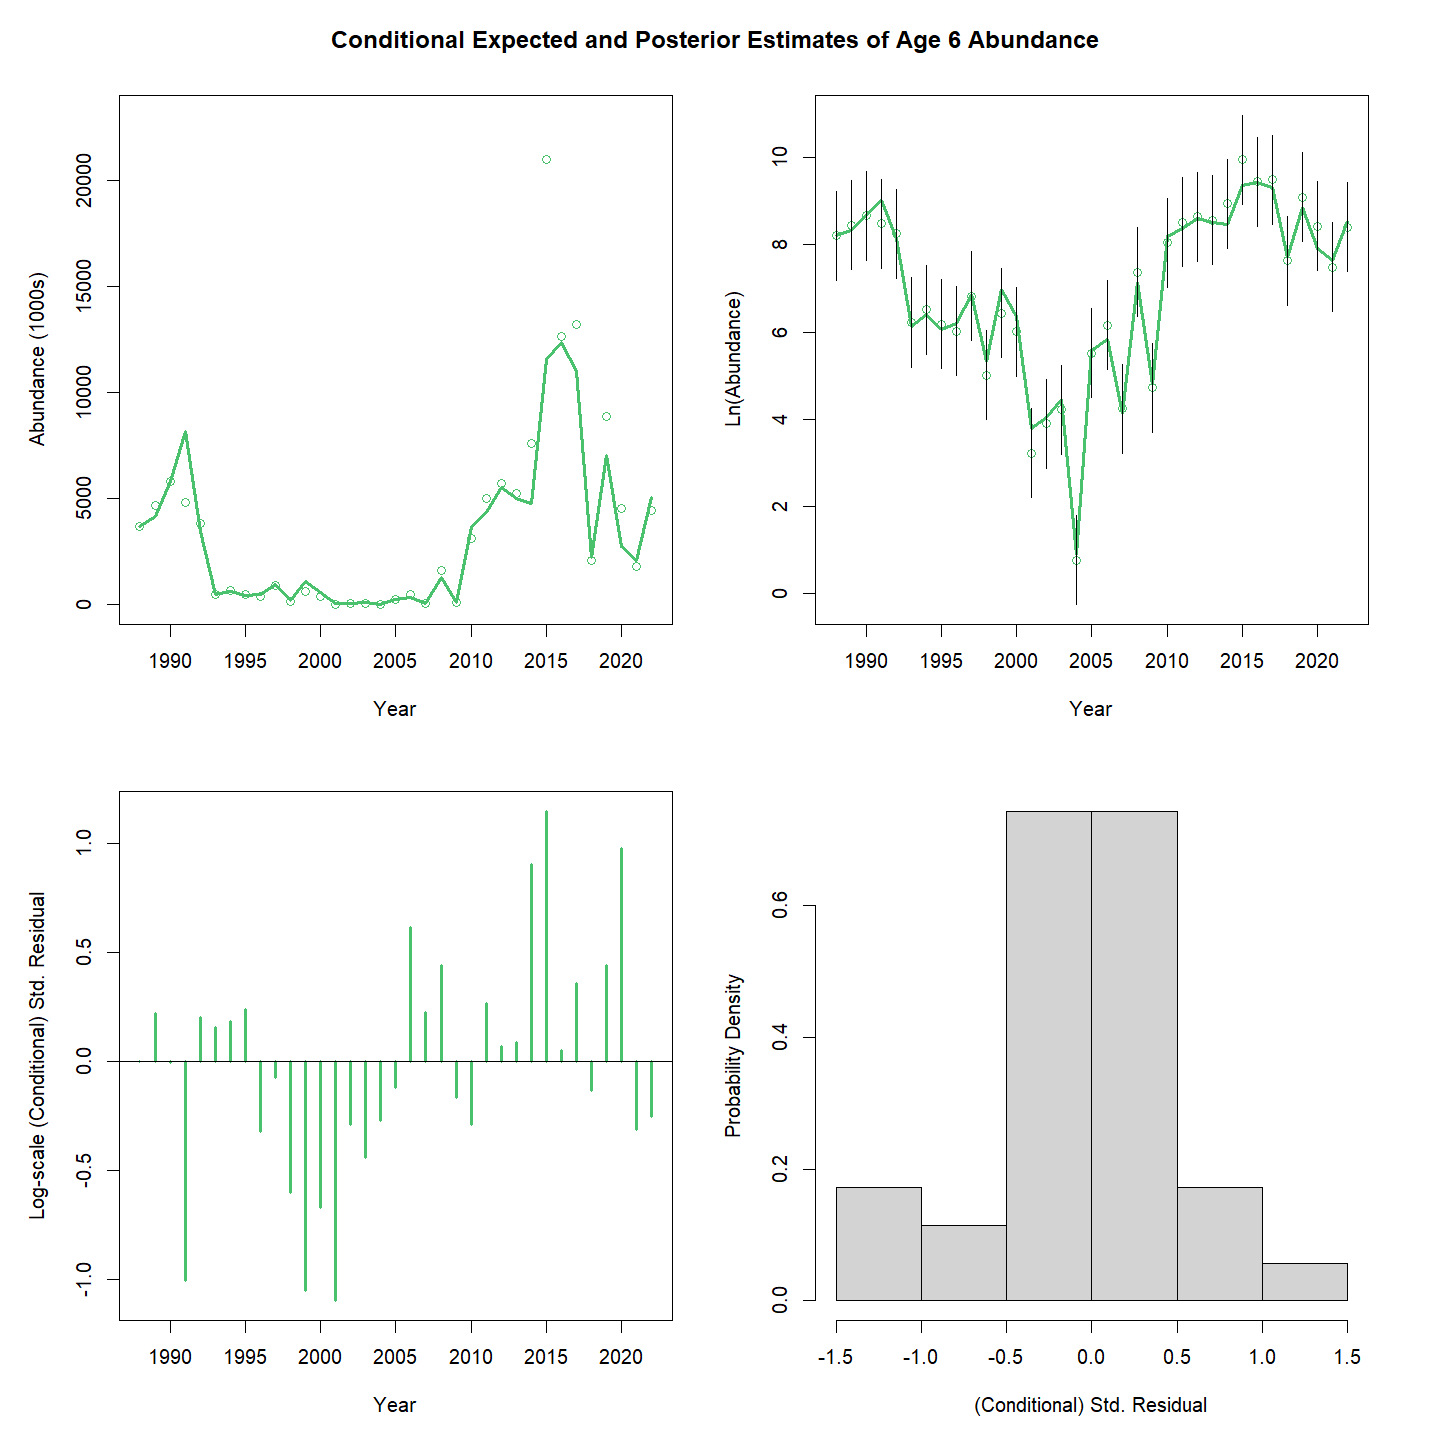 Conditional Expected and Posterior Estimates of Age 6 Abundance
Abundance (1000s)
20000
15000
10000
5000
0
1990 1995 2000 2005 2010 2015 2020
Year
Ln(Abundance)
10
8
6
4
2
0
1990 1995 2000 2005 2010 2015 2020
Year
Log-scale (Conditional) Std. Residual
1.0
0.5
0.0
-0.5
-1.0
1990 1995 2000 2005 2010 2015 2020
Year
Probability Density
0.6
0.4
0.2
0.0
-1.5 -1.0 -0.5 0.0 0.5 1.0 1.5
(Conditional) Std. Residual